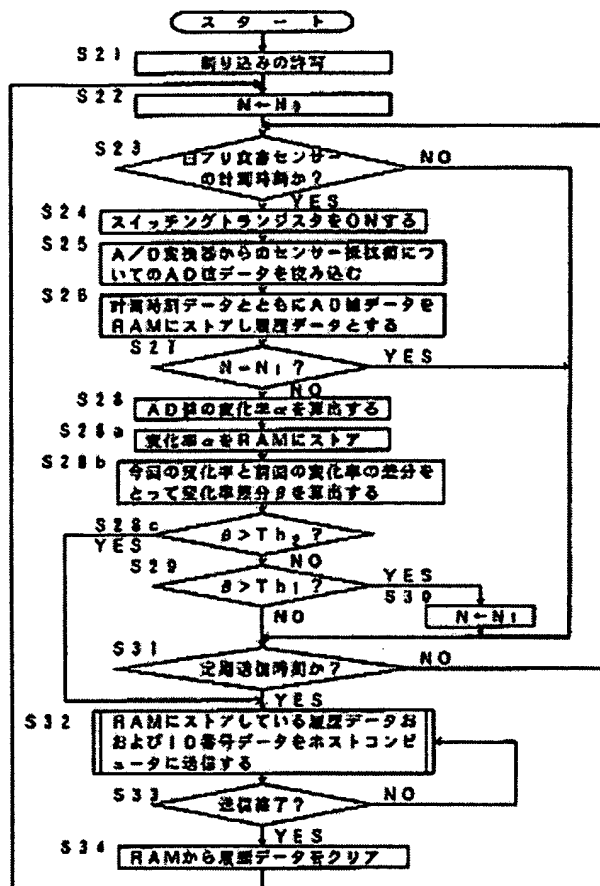 スタート
S21
割り込みの許可
S22
N←N₀
S23
白アリ食害センサー
の計測時刻か?
NO
YES
S24
スイッチングトランジスタをONする
S25
A/D変換器からのセンサー抵抗値につ
いてのAD値データを読み込む
S26
計測時刻データとともにAD値データを
RAMにストアし履歴データとする
S27
N=N₁?
YES
NO
S28
AD値の変化率αを算出する
S28a
変化率αをRAMにストア
S28b
今回の変化率と前回の変化率の差分を
とって変化率差分βを算出する
S28c
β>Th₂?
YES
NO
S29
β>Th₁?
YES
NO
S30
N←N₁
S31
定期送信時刻か?
NO
YES
S32
RAMにストアしている履歴データお
および ID番号データをホストコンピ
ュータに送信する
S33
送信終了?
NO
YES
S34
RAMから履歴データをクリア